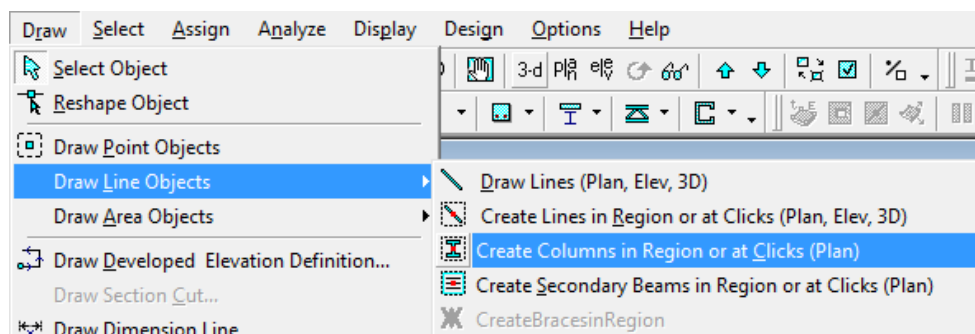 Draw Select Assign Analyze Display Design Options Help
Select Object
3-d
Reshape Object
Draw Point Objects
Draw Line Objects
Draw Lines (Plan, Elev, 3D)
Create Lines in Region or at Clicks (Plan, Elev, 3D)
Draw Area Objects
Create Columns in Region or at Clicks (Plan)
Draw Developed Elevation Definition...
Create Secondary Beams in Region or at Clicks (Plan)
Draw Section Cut...
CreateBracesinRegion
Draw Dimension Line